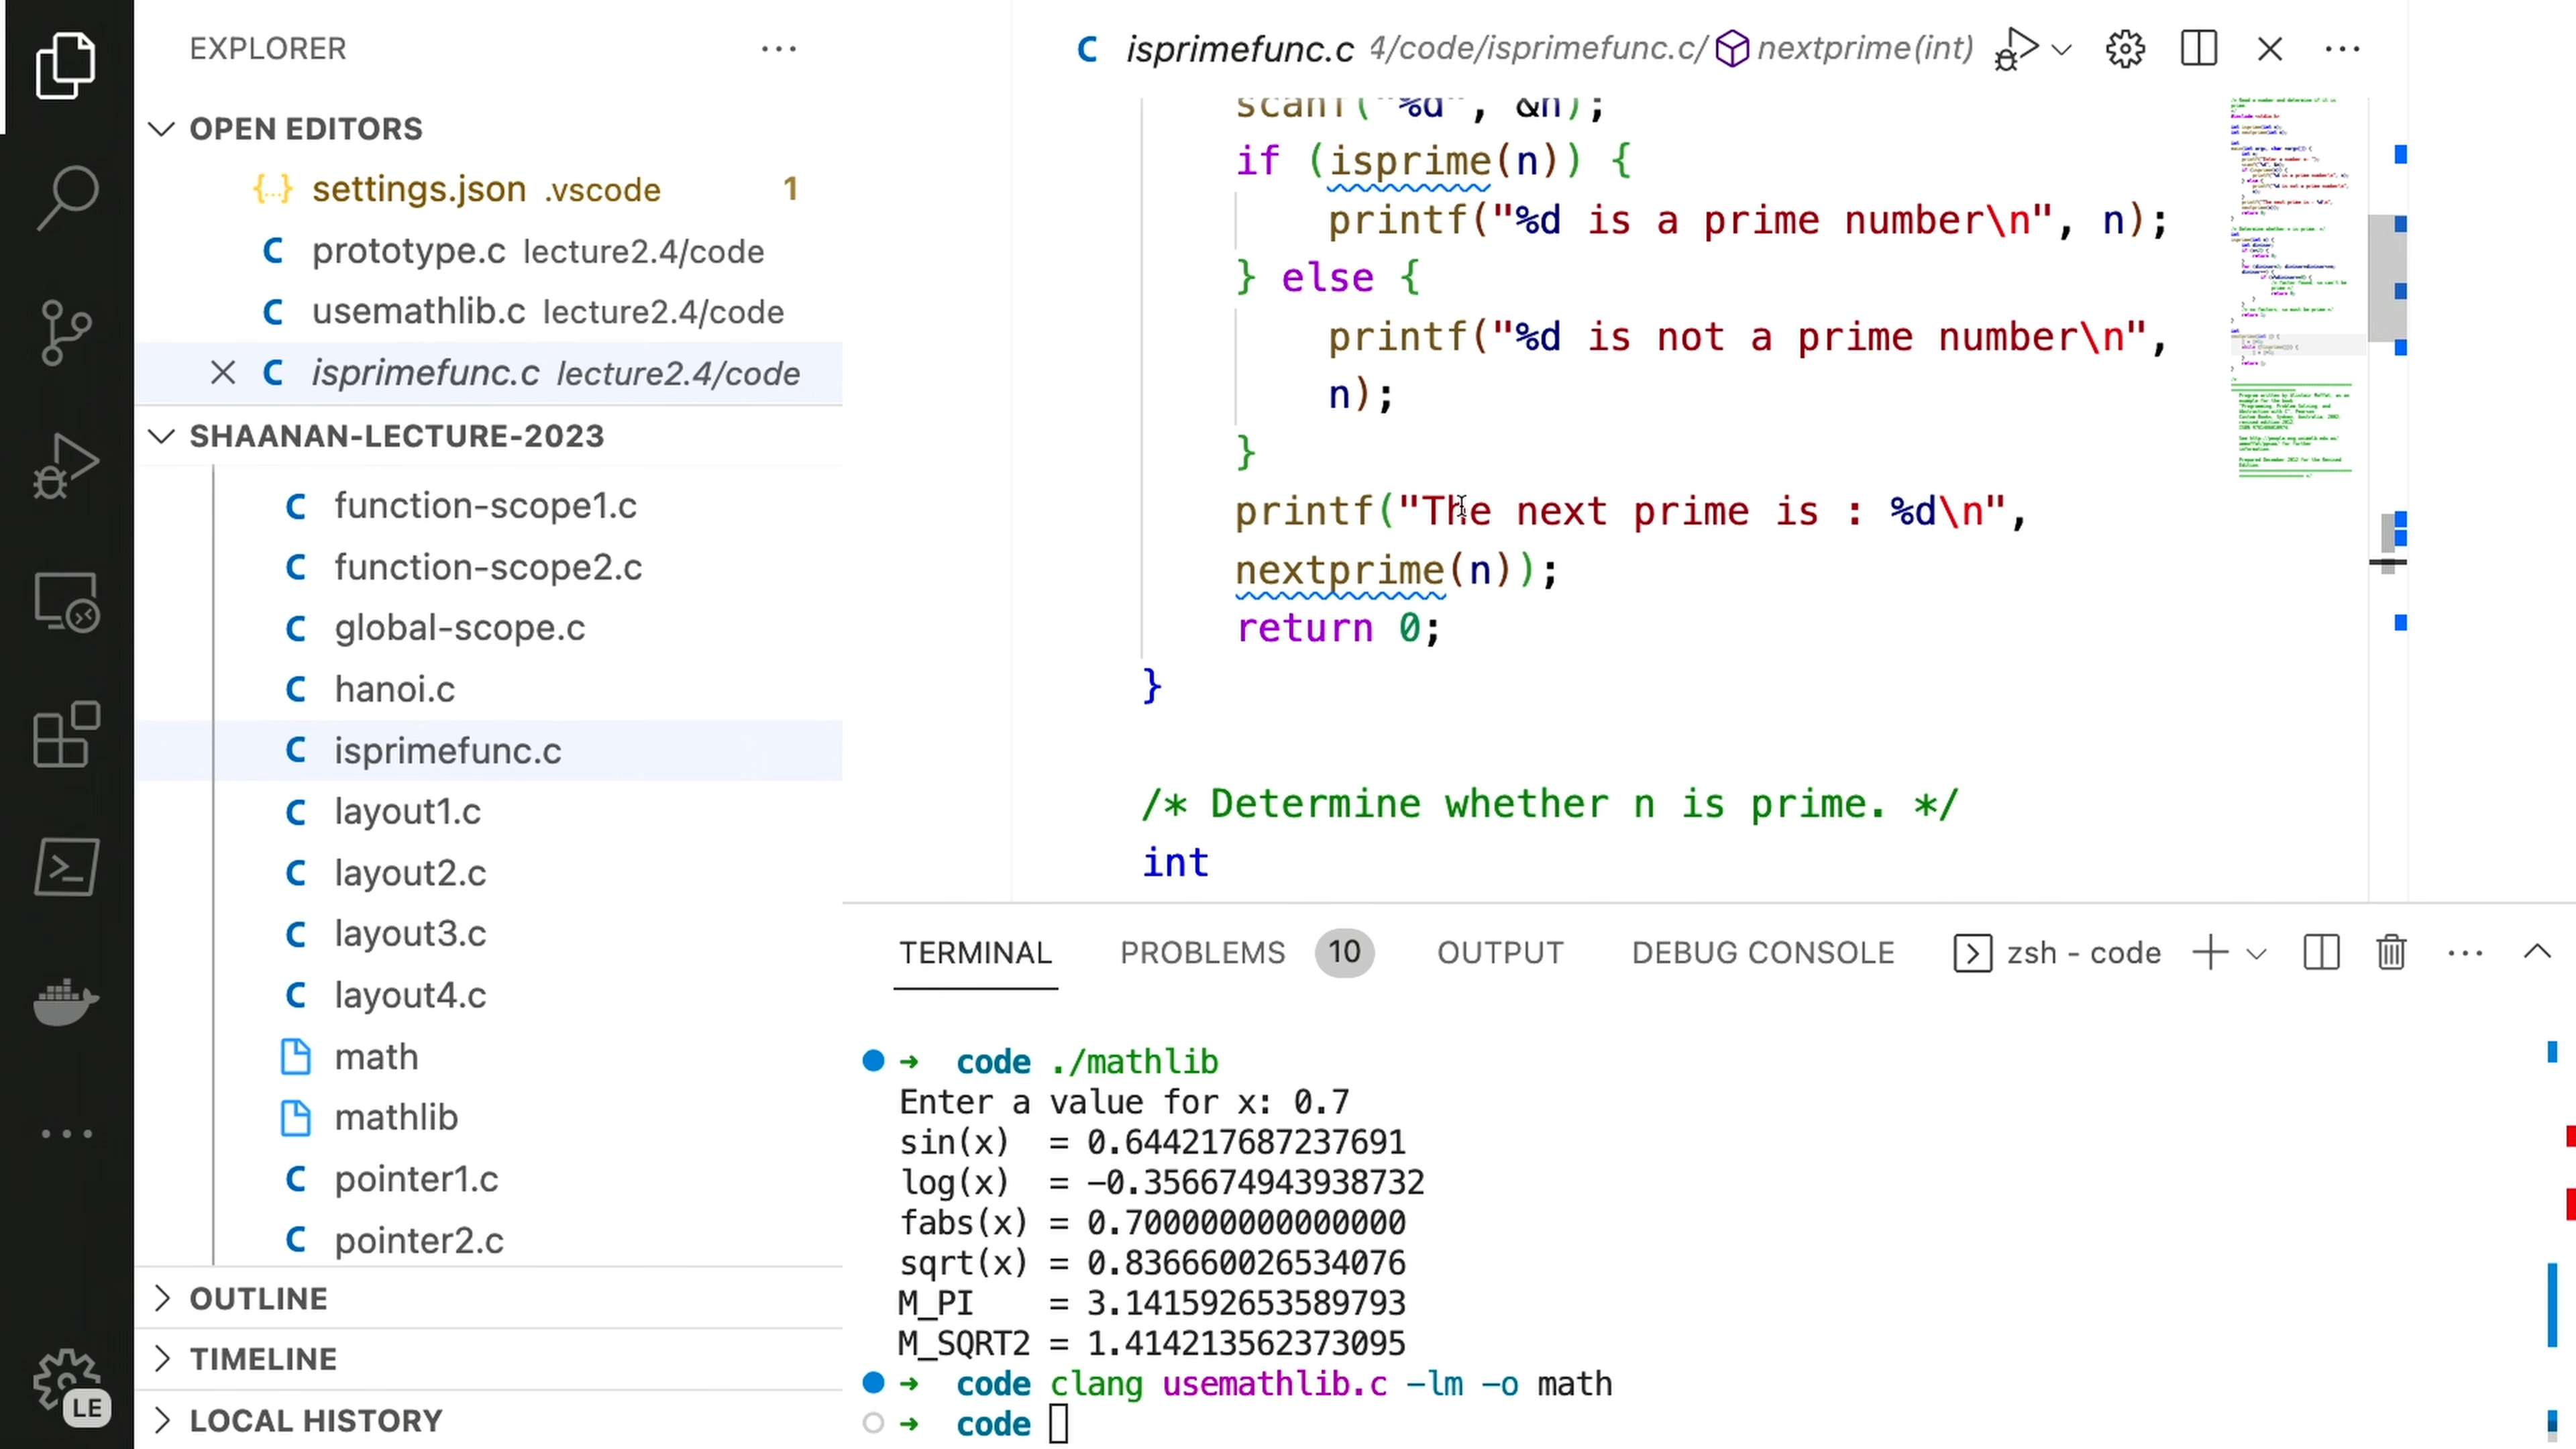 EXPLORER
OPEN EDITORS
{..} settings.json .vscode 1
C prototype.c lecture2.4/code
C usemathlib.c lecture2.4/code
C isprimefunc.c lecture2.4/code
SHAANAN-LECTURE-2023
C function-scope1.c
C function-scope2.c
C global-scope.c
C hanoi.c
C isprimefunc.c
C layout1.c
C layout2.c
C layout3.c
C layout4.c
math
mathlib
C pointer1.c
C pointer2.c
OUTLINE
TIMELINE
LOCAL HISTORY
LE
C isprimefunc.c 4/code/isprimefunc.c/ nextprime(int)
scanf("%d", &n);
if (isprime(n)) {
printf("%d is a prime number\n", n);
} else {
printf("%d is not a prime number\n",
n);
}
printf("The next prime is : %d\n",
nextprime(n));
return 0;
}
/* Determine whether n is prime. */
int
TERMINAL PROBLEMS 10 OUTPUT DEBUG CONSOLE zsh - code
→ code ./mathlib
Enter a value for x: 0.7
sin(x) = 0.644217687237691
log(x) = -0.356674943938732
fabs(x) = 0.700000000000000
sqrt(x) = 0.836660026534076
M_PI = 3.141592653589793
M_SQRT2 = 1.414213562373095
→ code clang usemathlib.c -lm -o math
→ code